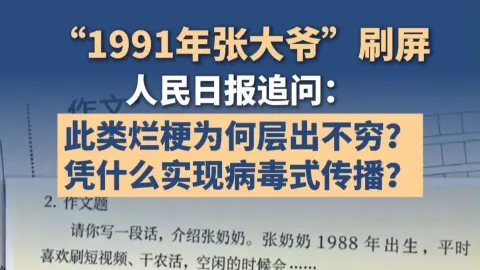 “1991年张大爷”刷屏
人民日报追问：
此类烂梗为何层出不穷？
凭什么实现病毒式传播？
作文
2. 作文题
请你写一段话，介绍张奶奶。张奶奶 1988 年出生，平时
喜欢刷短视频、干农活，空闲的时候会……